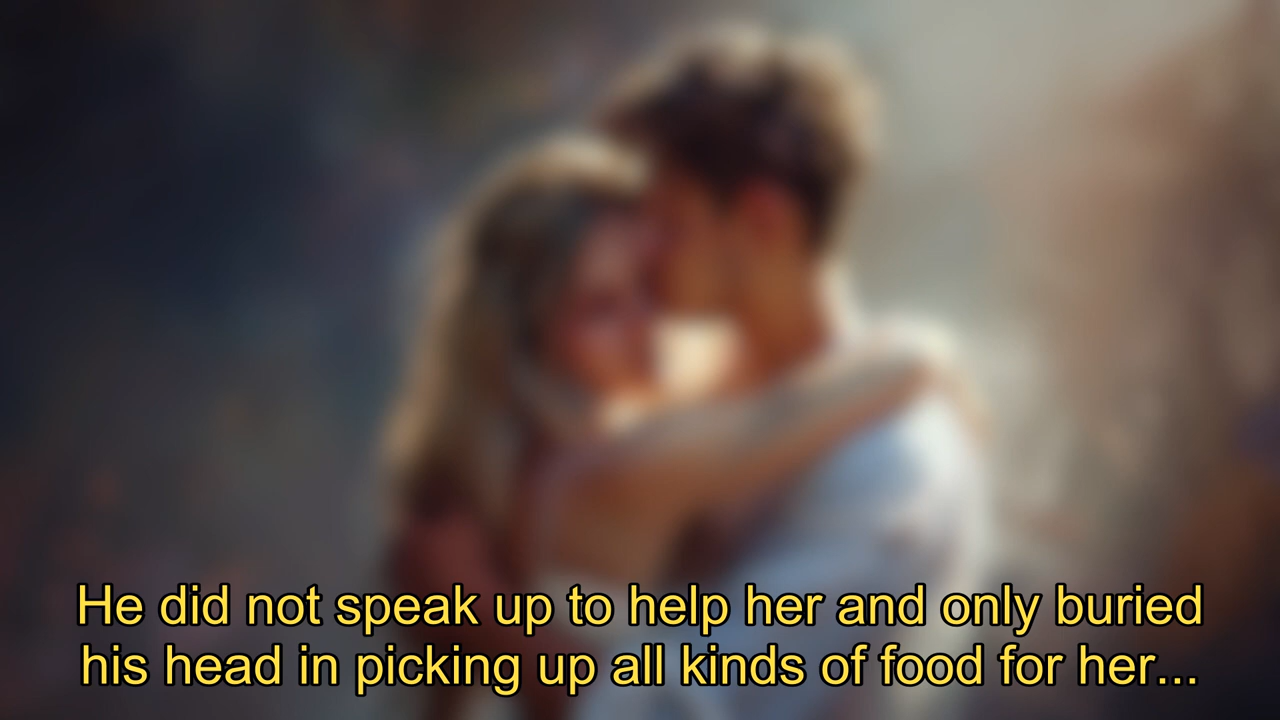 He did not speak up to help her and only buried
his head in picking up all kinds of food for her...